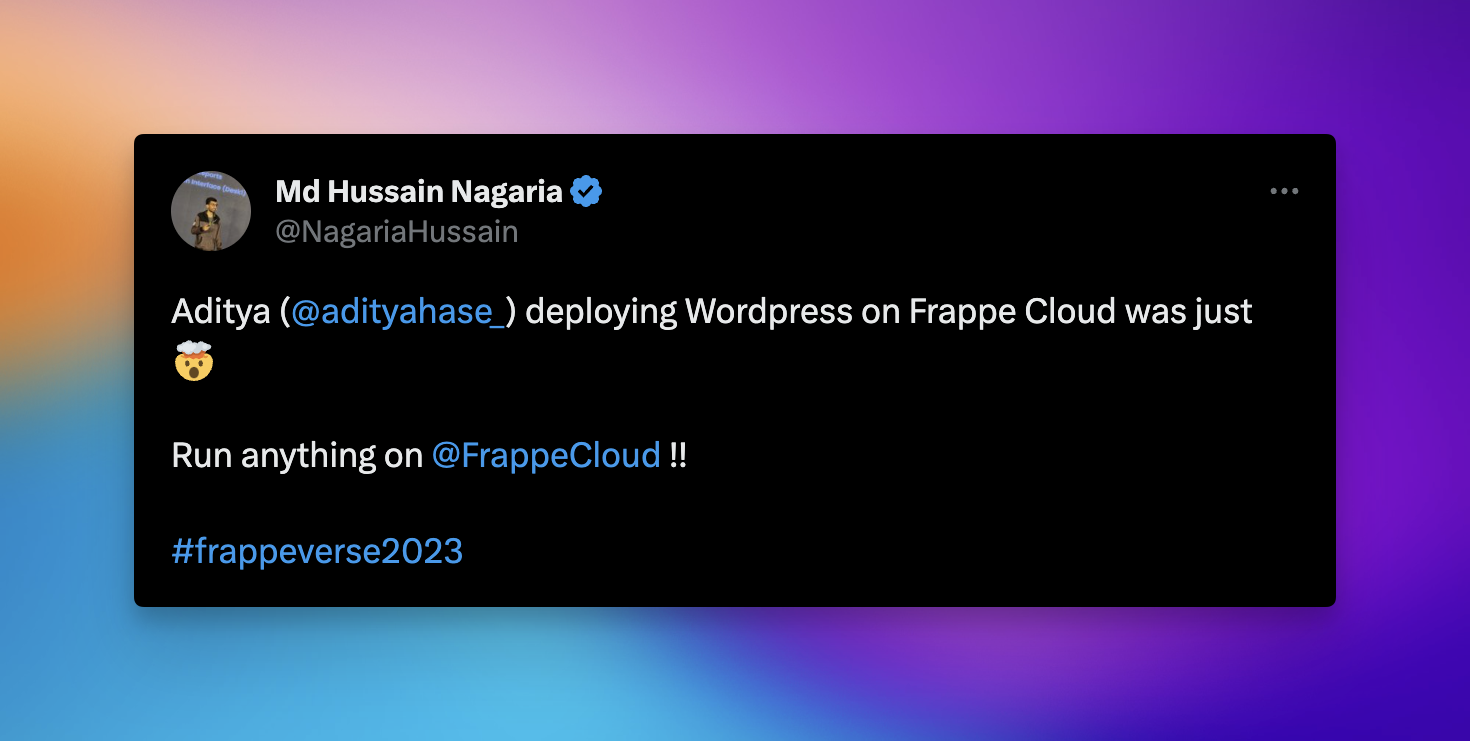 Md Hussain Nagaria
@NagariaHussain
Aditya (@adityahase_) deploying Wordpress on Frappe Cloud was just
🤯
Run anything on @FrappeCloud !!
#frappeverse2023